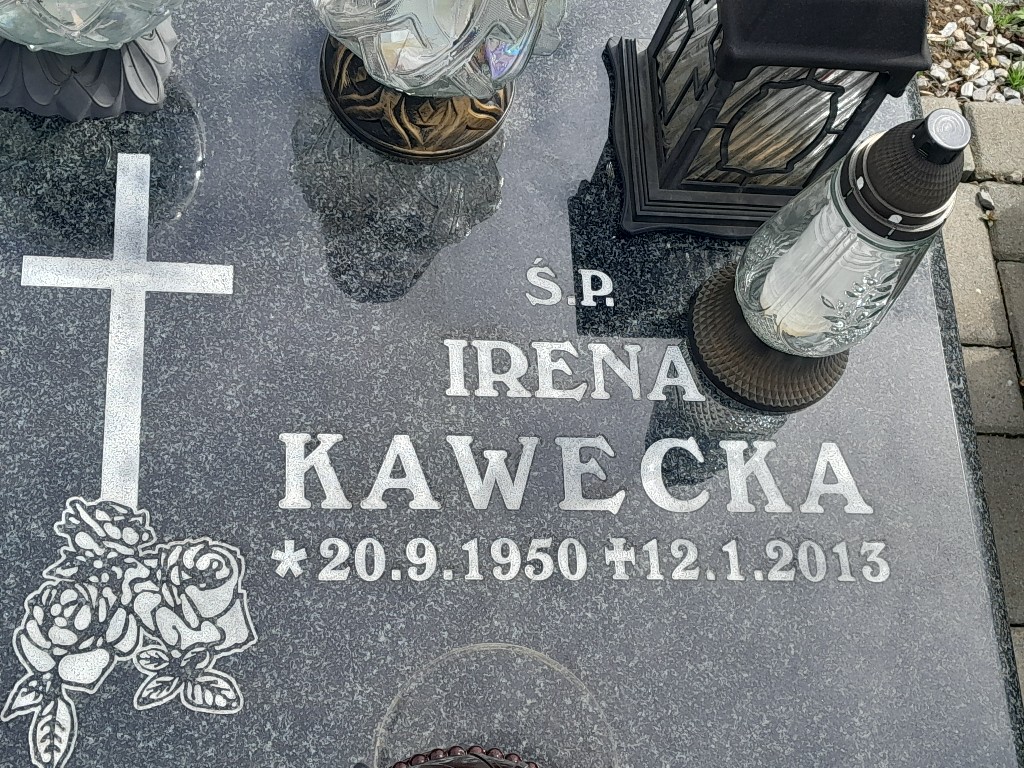 Ś.P.
IRENA
KAWECKA
*20.9.1950 ✝12.1.2013